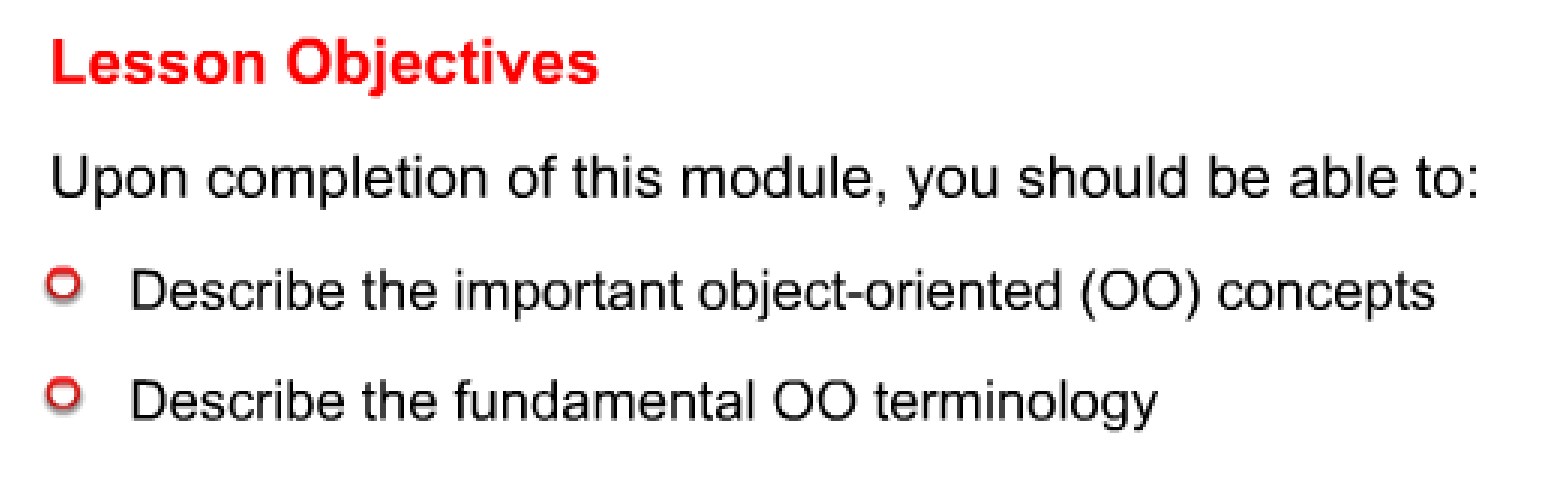 Lesson Objectives
Upon completion of this module, you should be able to:
Describe the important object-oriented (OO) concepts
Describe the fundamental OO terminology